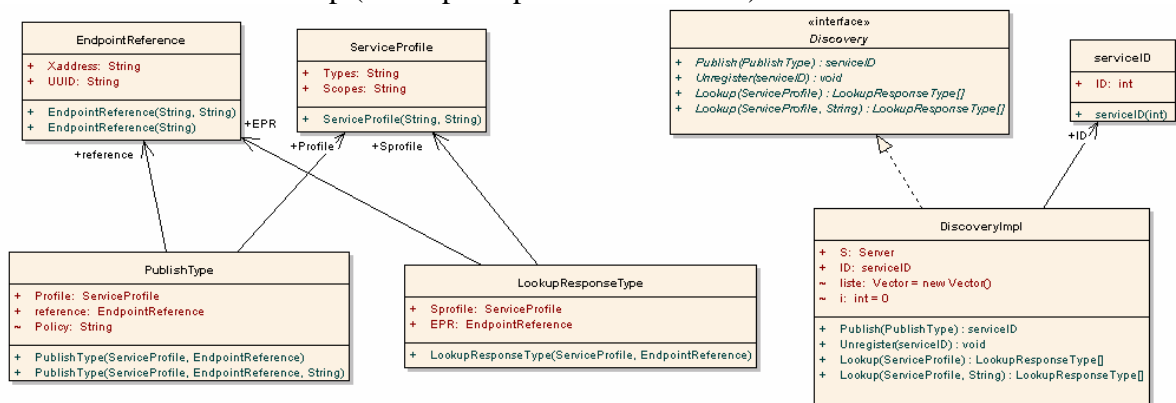 EndpointReference
+ Xaddress: String
+ UUID: String
+ EndpointReference(String, String)
+ EndpointReference(String)
ServiceProfile
+ Types: String
+ Scopes: String
+ ServiceProfile(String, String)
«interface»
Discovery
+ Publish(PublishType) : serviceID
+ Unregister(serviceID) : void
+ Lookup(ServiceProfile) : LookupResponseType[]
+ Lookup(ServiceProfile, String) : LookupResponseType[]
serviceID
+ ID: int
+ serviceID(int)
+EPR
+reference
+Profile
+Sprofile
+ID
PublishType
+ Profile: ServiceProfile
+ reference: EndpointReference
~ Policy: String
+ PublishType(ServiceProfile, EndpointReference)
+ PublishType(ServiceProfile, EndpointReference, String)
LookupResponseType
+ Sprofile: ServiceProfile
+ EPR: EndpointReference
+ LookupResponseType(ServiceProfile, EndpointReference)
DiscoveryImpl
+ S: Server
+ ID: serviceID
~ liste: Vector = new Vector()
~ i: int = 0
+ Publish(PublishType) : serviceID
+ Unregister(serviceID) : void
+ Lookup(ServiceProfile) : LookupResponseType[]
+ Lookup(ServiceProfile, String) : LookupResponseType[]